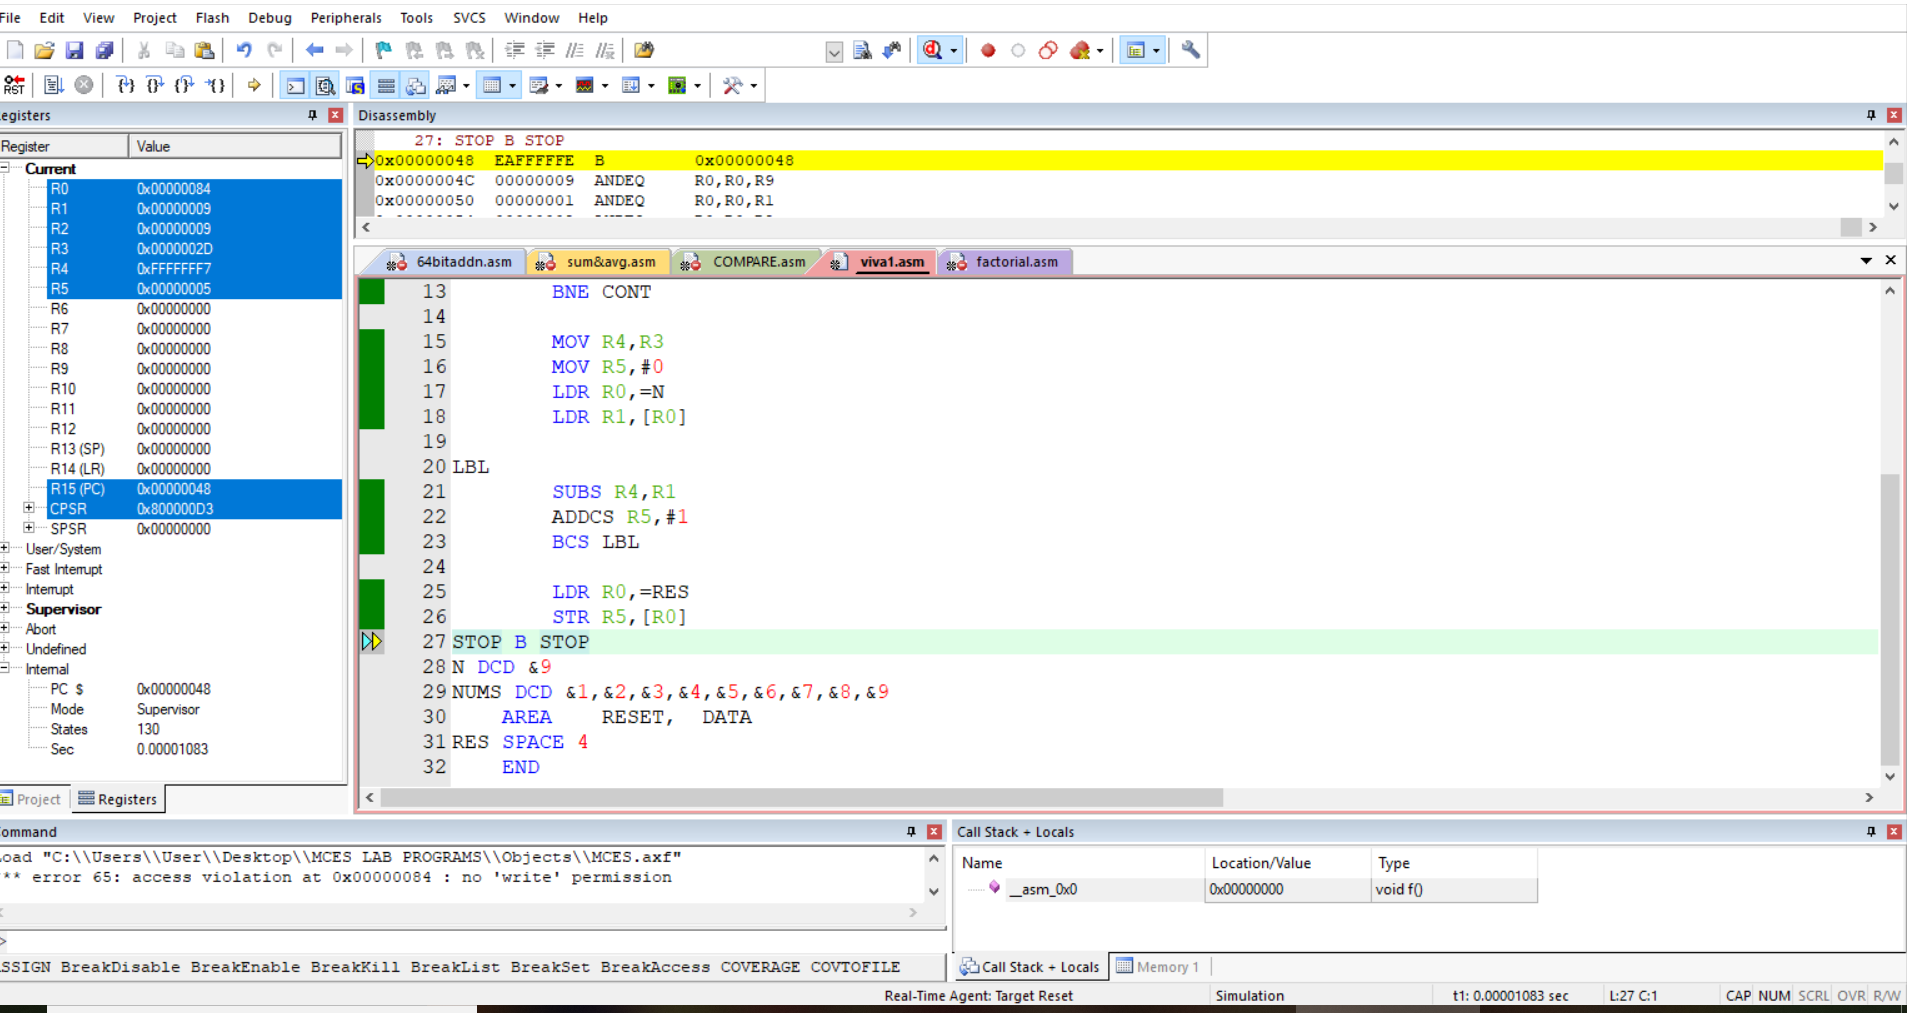 File Edit View Project Flash Debug Peripherals Tools SVCS Window Help
RST
egisters
Disassembly
Register Value
Current
R0 0x00000084
R1 0x00000009
R2 0x00000009
R3 0x0000002D
R4 0xFFFFFFF7
R5 0x00000005
R6 0x00000000
R7 0x00000000
R8 0x00000000
R9 0x00000000
R10 0x00000000
R11 0x00000000
R12 0x00000000
R13 (SP) 0x00000000
R14 (LR) 0x00000000
R15 (PC) 0x00000048
CPSR 0x800000D3
SPSR 0x00000000
User/System
Fast Interrupt
Interrupt
Supervisor
Abort
Undefined
Internal
PC $ 0x00000048
Mode Supervisor
States 130
Sec 0.00001083
Project Registers
27: STOP B STOP
0x00000048 EAFFFFFE B 0x00000048
0x0000004C 00000009 ANDEQ R0,R0,R9
0x00000050 00000001 ANDEQ R0,R0,R1
64bitaddn.asm sum&avg.asm COMPARE.asm viva1.asm factorial.asm
13 BNE CONT
14
15 MOV R4,R3
16 MOV R5,#0
17 LDR R0,=N
18 LDR R1,[R0]
19
20 LBL
21 SUBS R4,R1
22 ADDCS R5,#1
23 BCS LBL
24
25 LDR R0,=RES
26 STR R5,[R0]
27 STOP B STOP
28 N DCD &9
29 NUMS DCD &1,&2,&3,&4,&5,&6,&7,&8,&9
30 AREA RESET, DATA
31 RES SPACE 4
32 END
ommand
oad "C:\\Users\\User\\Desktop\\MCES LAB PROGRAMS\\Objects\\MCES.axf"
** error 65: access violation at 0x00000084 : no 'write' permission
>
SSIGN BreakDisable BreakEnable BreakKill BreakList BreakSet BreakAccess COVERAGE COVTOFILE
Call Stack + Locals
Name Location/Value Type
__asm_0x0 0x00000000 void f()
Call Stack + Locals Memory 1
Real-Time Agent: Target Reset Simulation t1: 0.00001083 sec L:27 C:1 CAP NUM SCRL OVR R/W